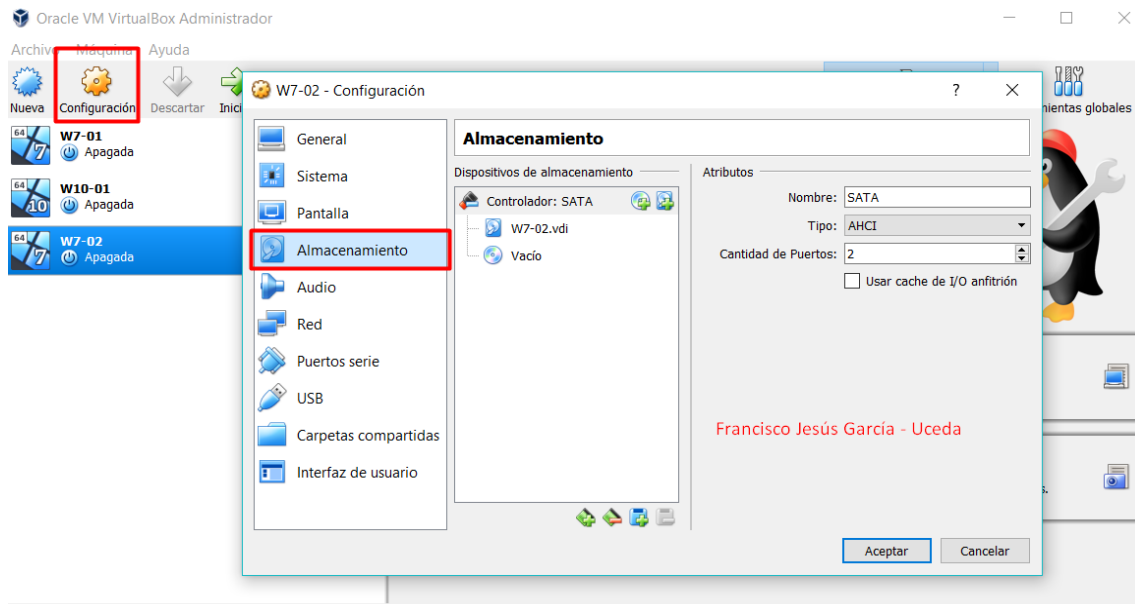 Oracle VM VirtualBox Administrador
Archivo Máquina Ayuda
Nueva Configuración Descartar
W7-01
Apagada
W10-01
Apagada
W7-02
Apagada
W7-02 - Configuración
General
Sistema
Pantalla
Almacenamiento
Audio
Red
Puertos serie
USB
Carpetas compartidas
Interfaz de usuario
Almacenamiento
Dispositivos de almacenamiento
Controlador: SATA
W7-02.vdi
Vacío
Atributos
Nombre: SATA
Tipo: AHCI
Cantidad de Puertos: 2
Usar cache de I/O anfitrión
Francisco Jesús García - Uceda
Aceptar Cancelar
globales